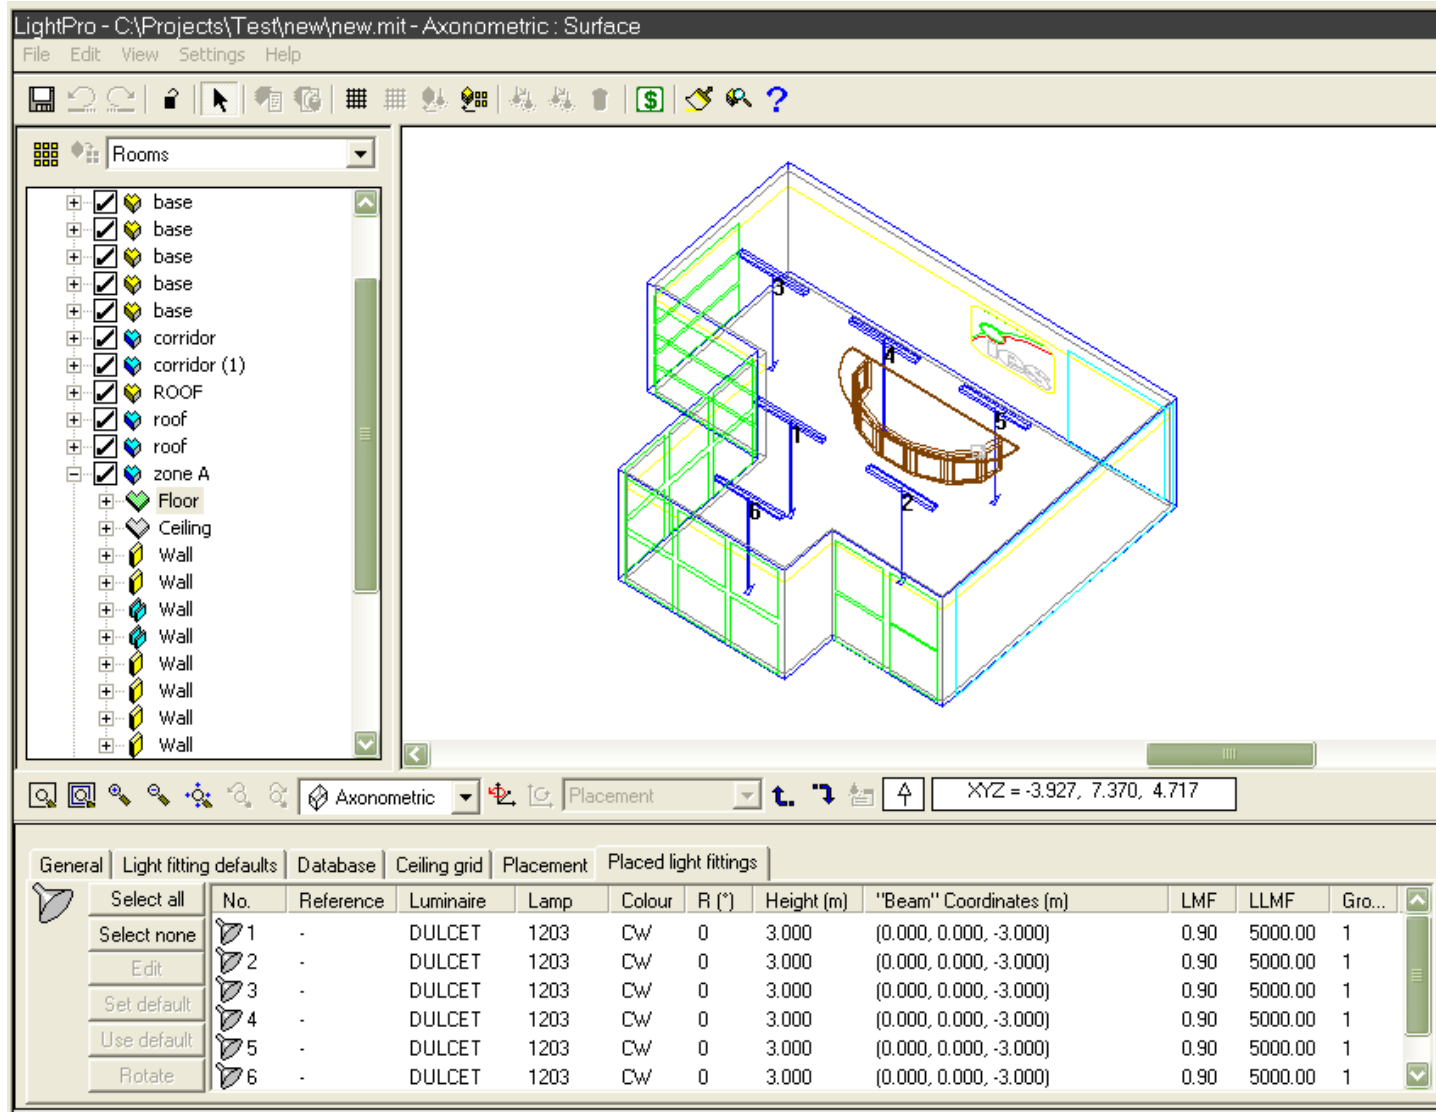 LightPro - C:\Projects\Test\new\new.mit - Axonometric : Surface
File Edit View Settings Help
Rooms
base
base
base
base
base
corridor
corridor (1)
ROOF
roof
roof
zone A
Floor
Ceiling
Wall
Wall
Wall
Wall
Wall
Wall
Wall
Wall
3
4
5
1
2
6
IES
Axonometric
Placement
XYZ = -3.927, 7.370, 4.717
General Light fitting defaults Database Ceiling grid Placement Placed light fittings
Select all
Select none
Edit
Set default
Use default
Rotate
No. Reference Luminaire Lamp Colour R (°) Height (m) "Beam" Coordinates (m) LMF LLMF Gro...
1 - DULCET 1203 CW 0 3.000 (0.000, 0.000, -3.000) 0.90 5000.00 1
2 - DULCET 1203 CW 0 3.000 (0.000, 0.000, -3.000) 0.90 5000.00 1
3 - DULCET 1203 CW 0 3.000 (0.000, 0.000, -3.000) 0.90 5000.00 1
4 - DULCET 1203 CW 0 3.000 (0.000, 0.000, -3.000) 0.90 5000.00 1
5 - DULCET 1203 CW 0 3.000 (0.000, 0.000, -3.000) 0.90 5000.00 1
6 - DULCET 1203 CW 0 3.000 (0.000, 0.000, -3.000) 0.90 5000.00 1